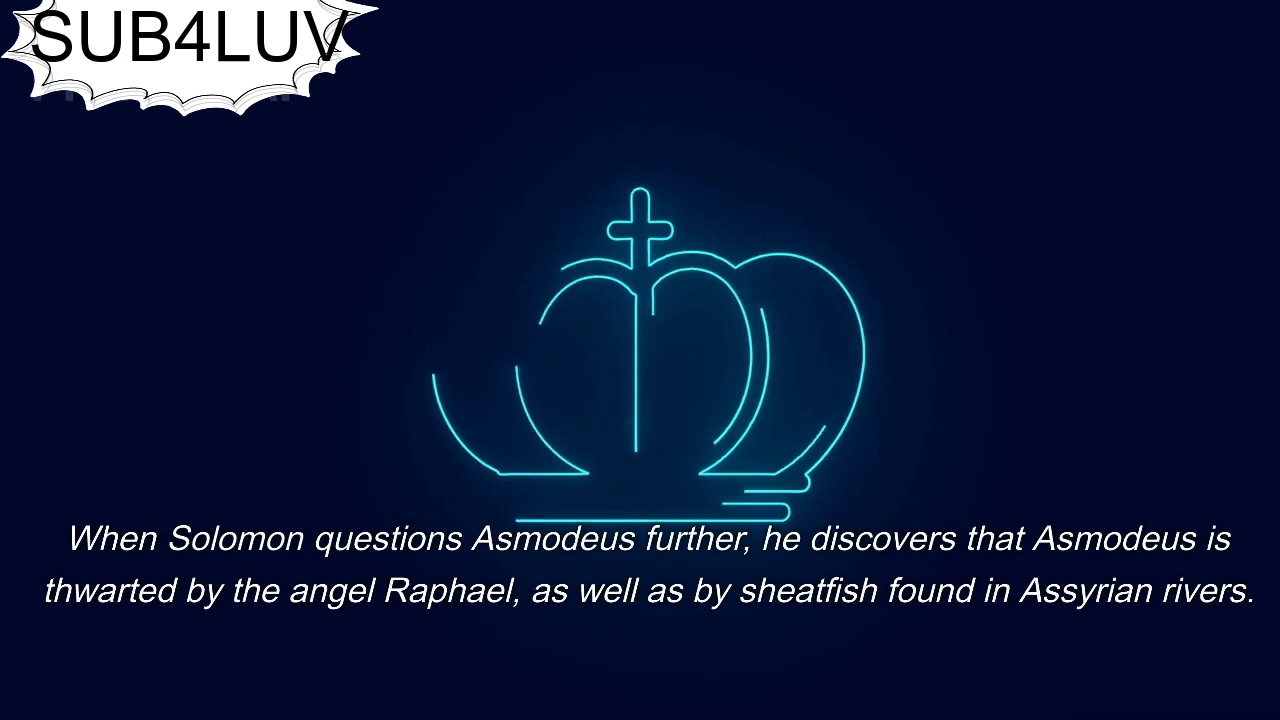 SUB4LUV
When Solomon questions Asmodeus further, he discovers that Asmodeus is
thwarted by the angel Raphael, as well as by sheatfish found in Assyrian rivers.